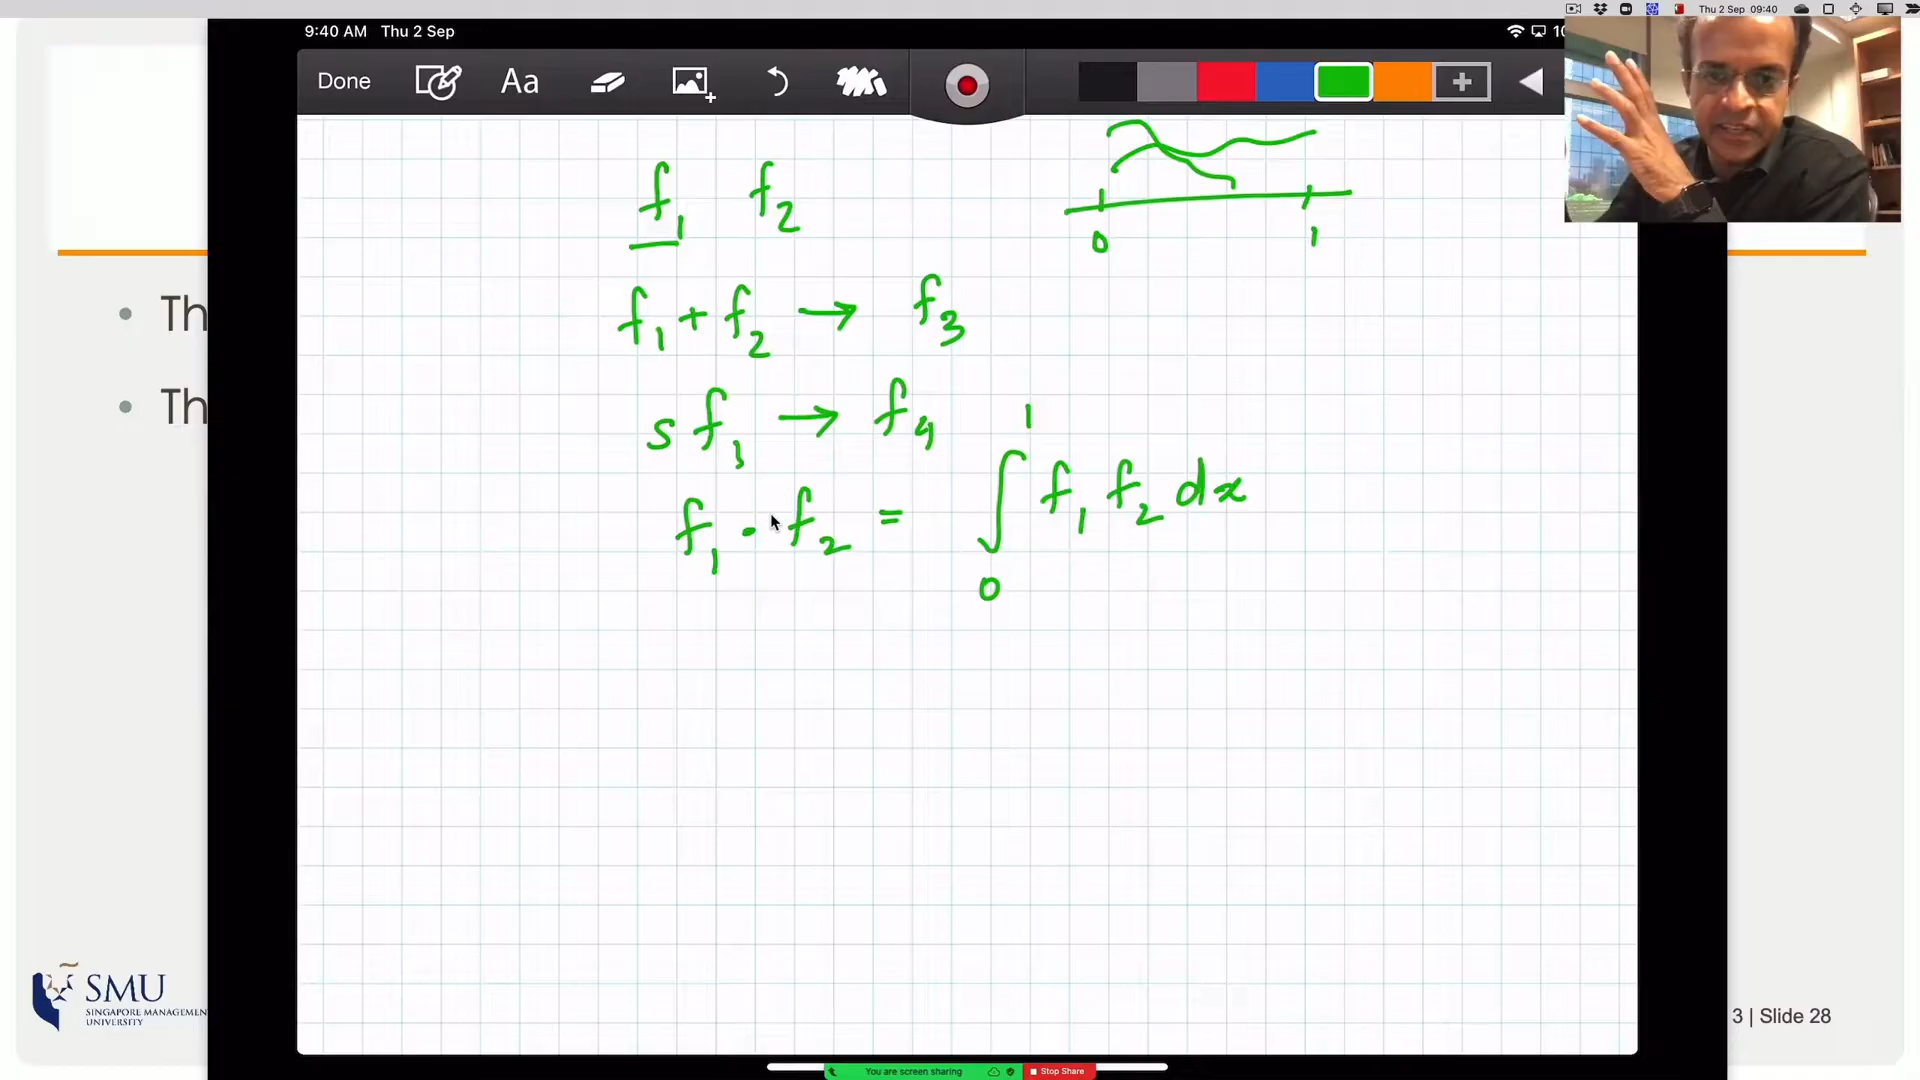 Thu 2 Sep 09:40
9:40 AM Thu 2 Sep
10
Done
Aa
f₁ f₂
0 1
f₁ + f₂ → f₃
s f₁ → f₄
f₁ · f₂ = ∫₀¹ f₁ f₂ dx
• Th
• Th
SMU
SINGAPORE MANAGEMEN
UNIVERSITY
3 | Slide 28
You are screen sharing
Stop Share